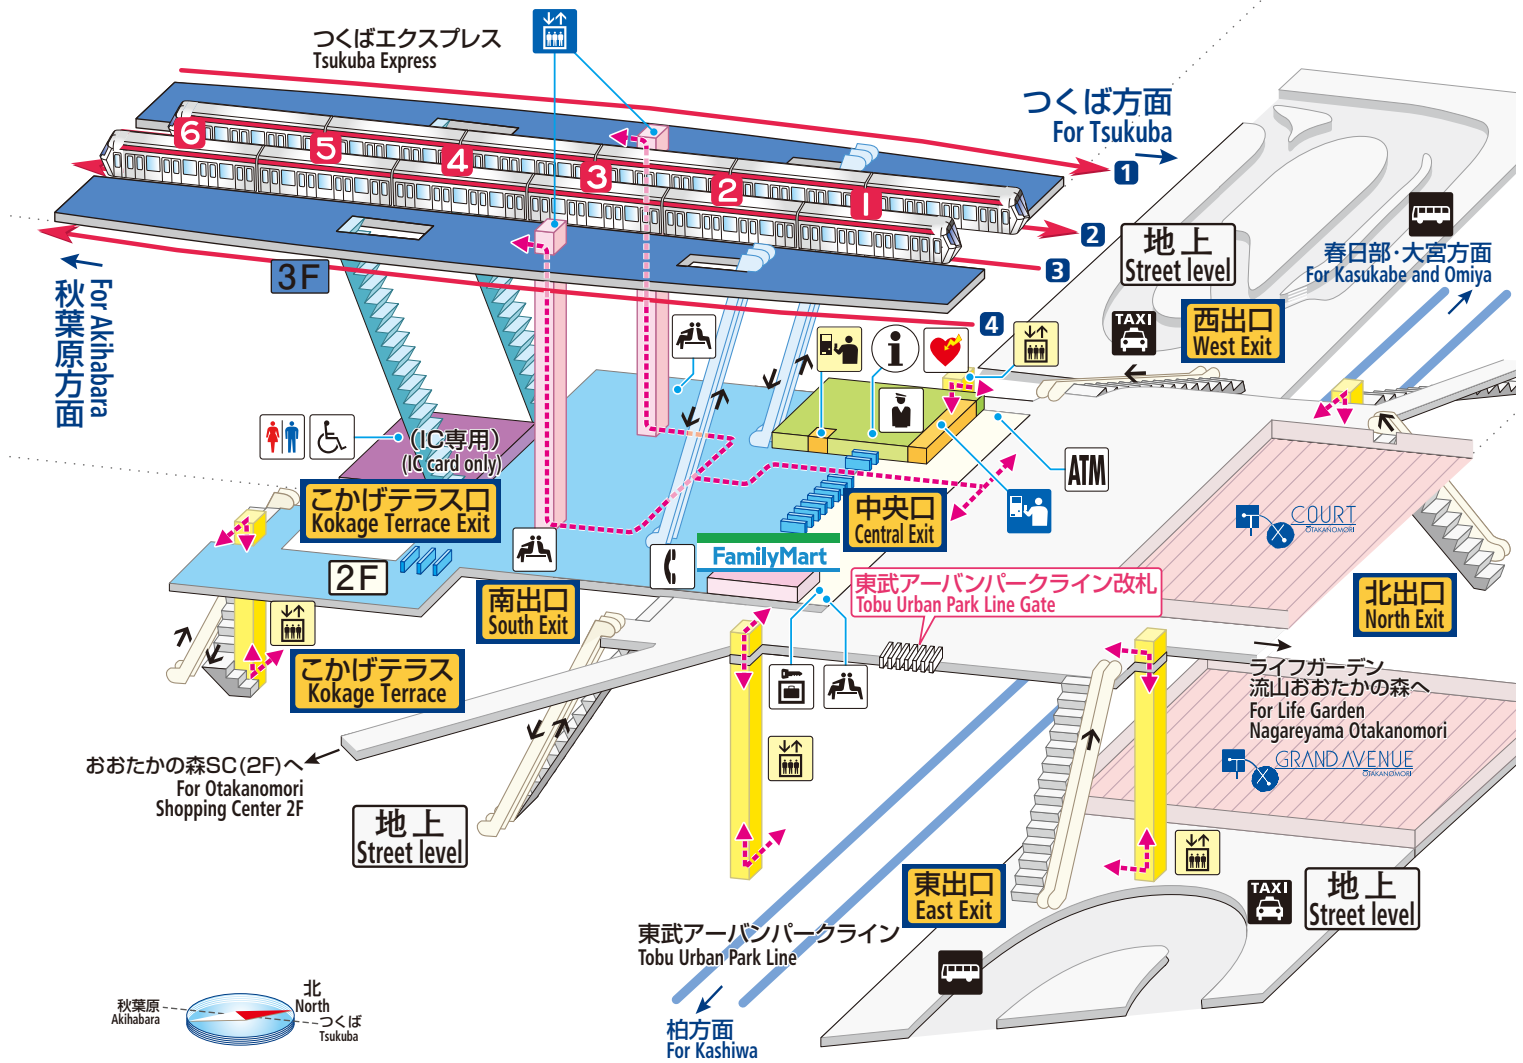 つくばエクスプレス
Tsukuba Express
つくば方面
For Tsukuba
6
5
4
3
2
1
1
2
3
4
3F
For Akihabara
秋葉原方面
地上
Street level
春日部・大宮方面
For Kasukabe and Omiya
TAXI
西出口
West Exit
(IC専用)
(IC card only)
こかげテラス口
Kokage Terrace Exit
ATM
中央口
Central Exit
COURT
OTAKANOMORI
FamilyMart
2F
南出口
South Exit
東武アーバンパークライン改札
Tobu Urban Park Line Gate
北出口
North Exit
こかげテラス
Kokage Terrace
ライフガーデン
流山おおたかの森へ
For Life Garden
Nagareyama Otakanomori
GRAND AVENUE
OTAKANOMORI
おおたかの森SC(2F)へ
For Otakanomori
Shopping Center 2F
地上
Street level
東出口
East Exit
TAXI
地上
Street level
東武アーバンパークライン
Tobu Urban Park Line
柏方面
For Kashiwa
北
North
秋葉原
Akihabara
つくば
Tsukuba